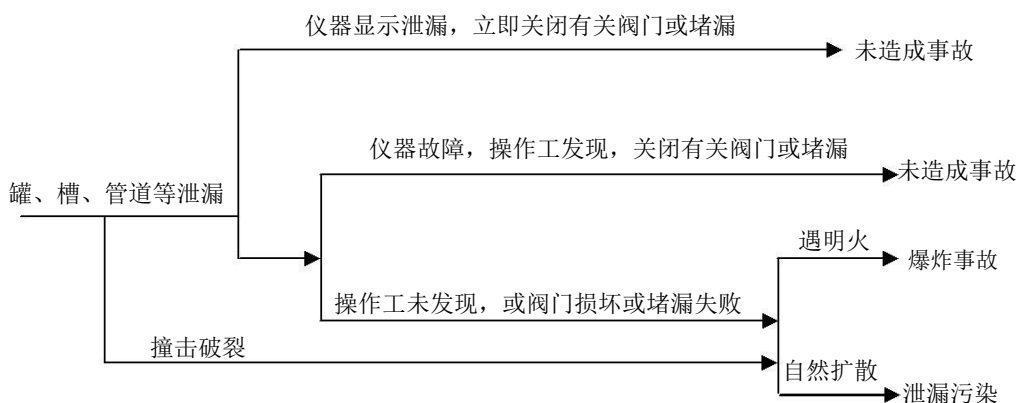 仪器显示泄漏，立即关闭有关阀门或堵漏
未造成事故
仪器故障，操作工发现，关闭有关阀门或堵漏
未造成事故
罐、槽、管道等泄漏
遇明火
爆炸事故
操作工未发现，或阀门损坏或堵漏失败
撞击破裂
自然扩散
泄漏污染